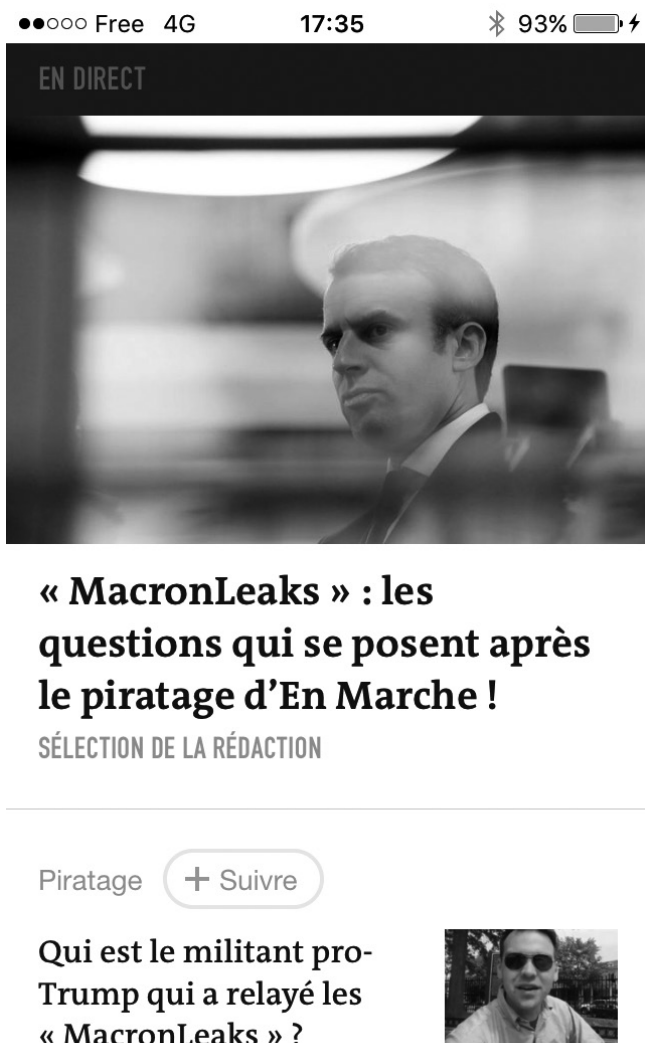 Free 4G 17:35 93%
EN DIRECT
« MacronLeaks » : les
questions qui se posent après
le piratage d’En Marche !
SÉLECTION DE LA RÉDACTION
Piratage + Suivre
Qui est le militant pro-
Trump qui a relayé les
« MacronLeaks » ?